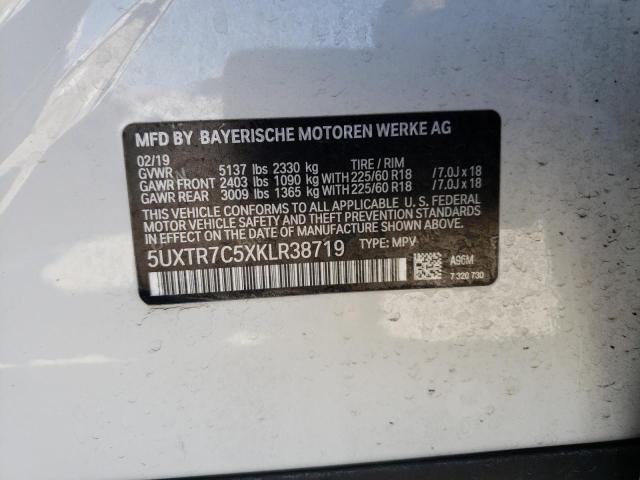 MFD BY BAYERISCHE MOTOREN WERKE AG
02/19 TIRE / RIM
GVWR 5137 lbs 2330 kg
GAWR FRONT 2403 lbs 1090 kg WITH 225/60 R18 /7.0J x 18
GAWR REAR 3009 lbs 1365 kg WITH 225/60 R18 /7.0J x 18
THIS VEHICLE CONFORMS TO ALL APPLICABLE U. S. FEDERAL
MOTOR VEHICLE SAFETY, BUMPER, AND THEFT PREVENTION
STANDARDS IN EFFECT ON THE DATE OF MANUFACTURE SHOWN
ABOVE.
5UXTR7C5XKLR38719 TYPE: MPV
A96M
7 320 730